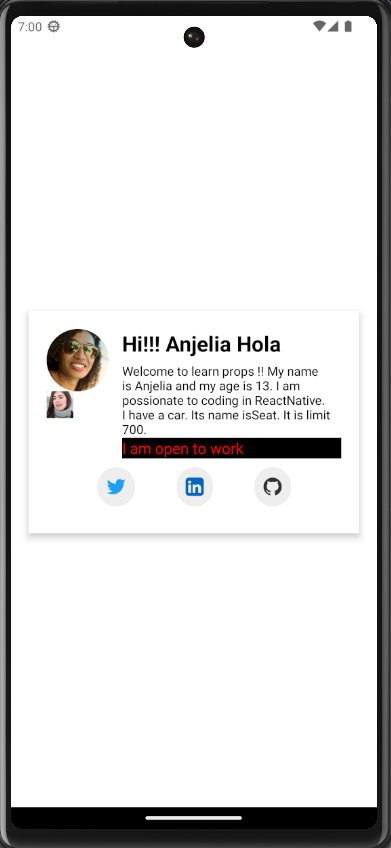 7:00
Hi!!! Anjelia Hola
Welcome to learn props !! My name
is Anjelia and my age is 13. I am
possionate to coding in ReactNative.
I have a car. Its name isSeat. It is limit
700.
I am open to work
in